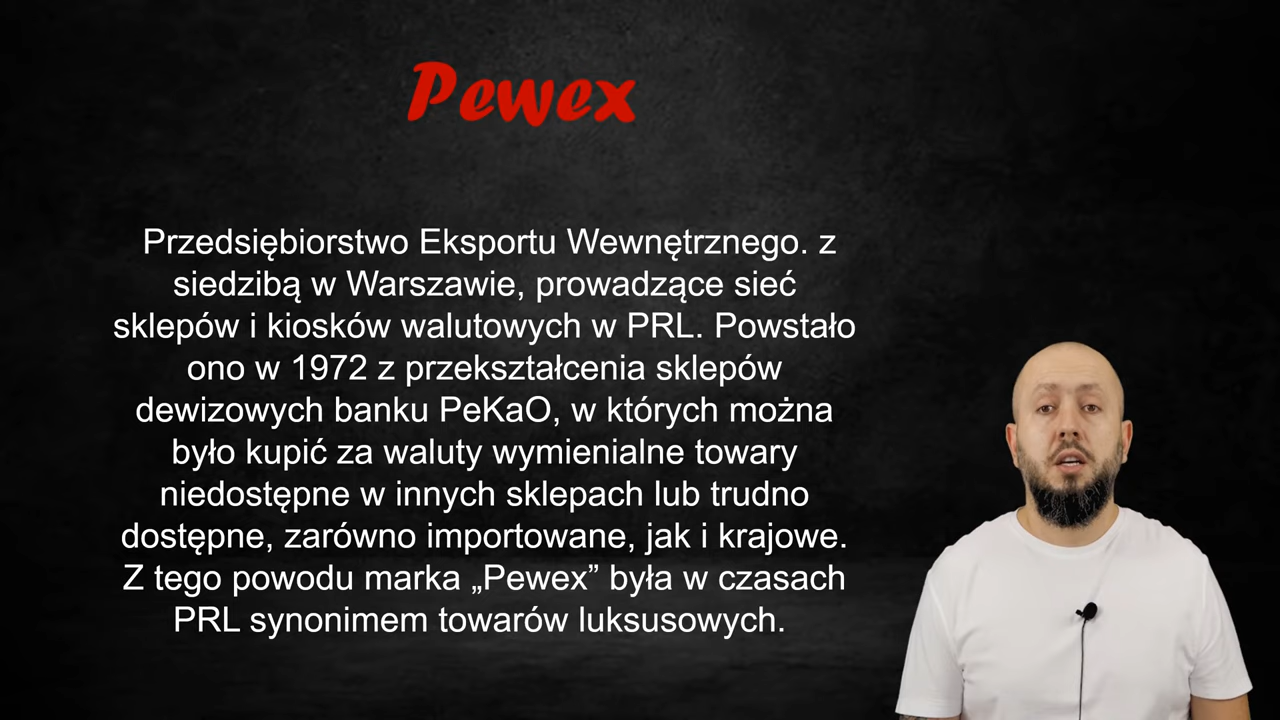 Pewex
Przedsiębiorstwo Eksportu Wewnętrznego. z
siedzibą w Warszawie, prowadzące sieć
sklepów i kiosków walutowych w PRL. Powstało
ono w 1972 z przekształcenia sklepów
dewizowych banku PeKaO, w których można
było kupić za waluty wymienialne towary
niedostępne w innych sklepach lub trudno
dostępne, zarówno importowane, jak i krajowe.
Z tego powodu marka „Pewex” była w czasach
PRL synonimem towarów luksusowych.